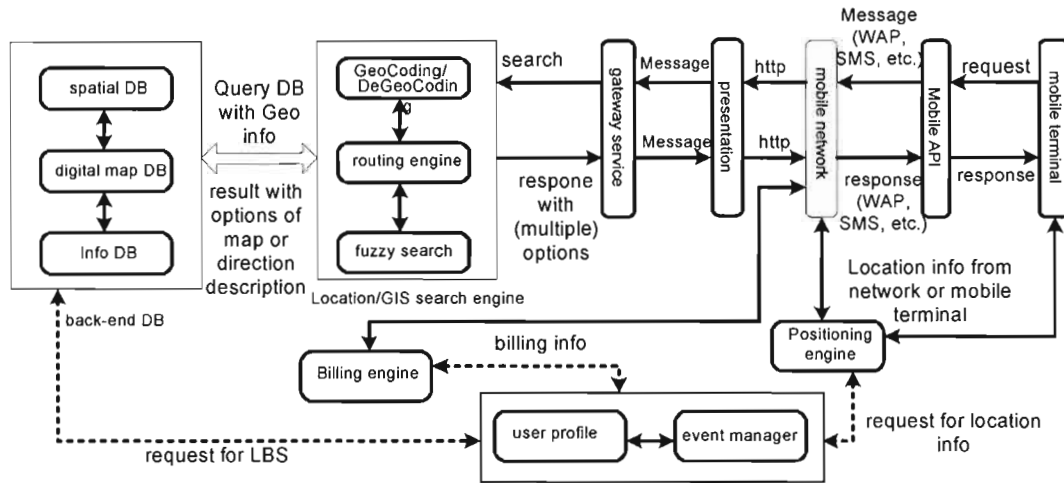 spatial DB
digital map DB
Info DB
back-end DB
Query DB
with Geo
info
result with
options of
map or
direction
description
GeoCoding/
DeGeoCodin
g
routing engine
fuzzy search
Location/GIS search engine
search
respone
with
(multiple)
options
gateway service
Message
Message
presentation
http
http
mobile network
Message
(WAP,
SMS, etc.)
response
(WAP,
SMS, etc.)
Mobile API
request
response
mobile terminal
Location info from
network or mobile
terminal
Positioning
engine
Billing engine
billing info
user profile
event manager
request for LBS
request for location
info